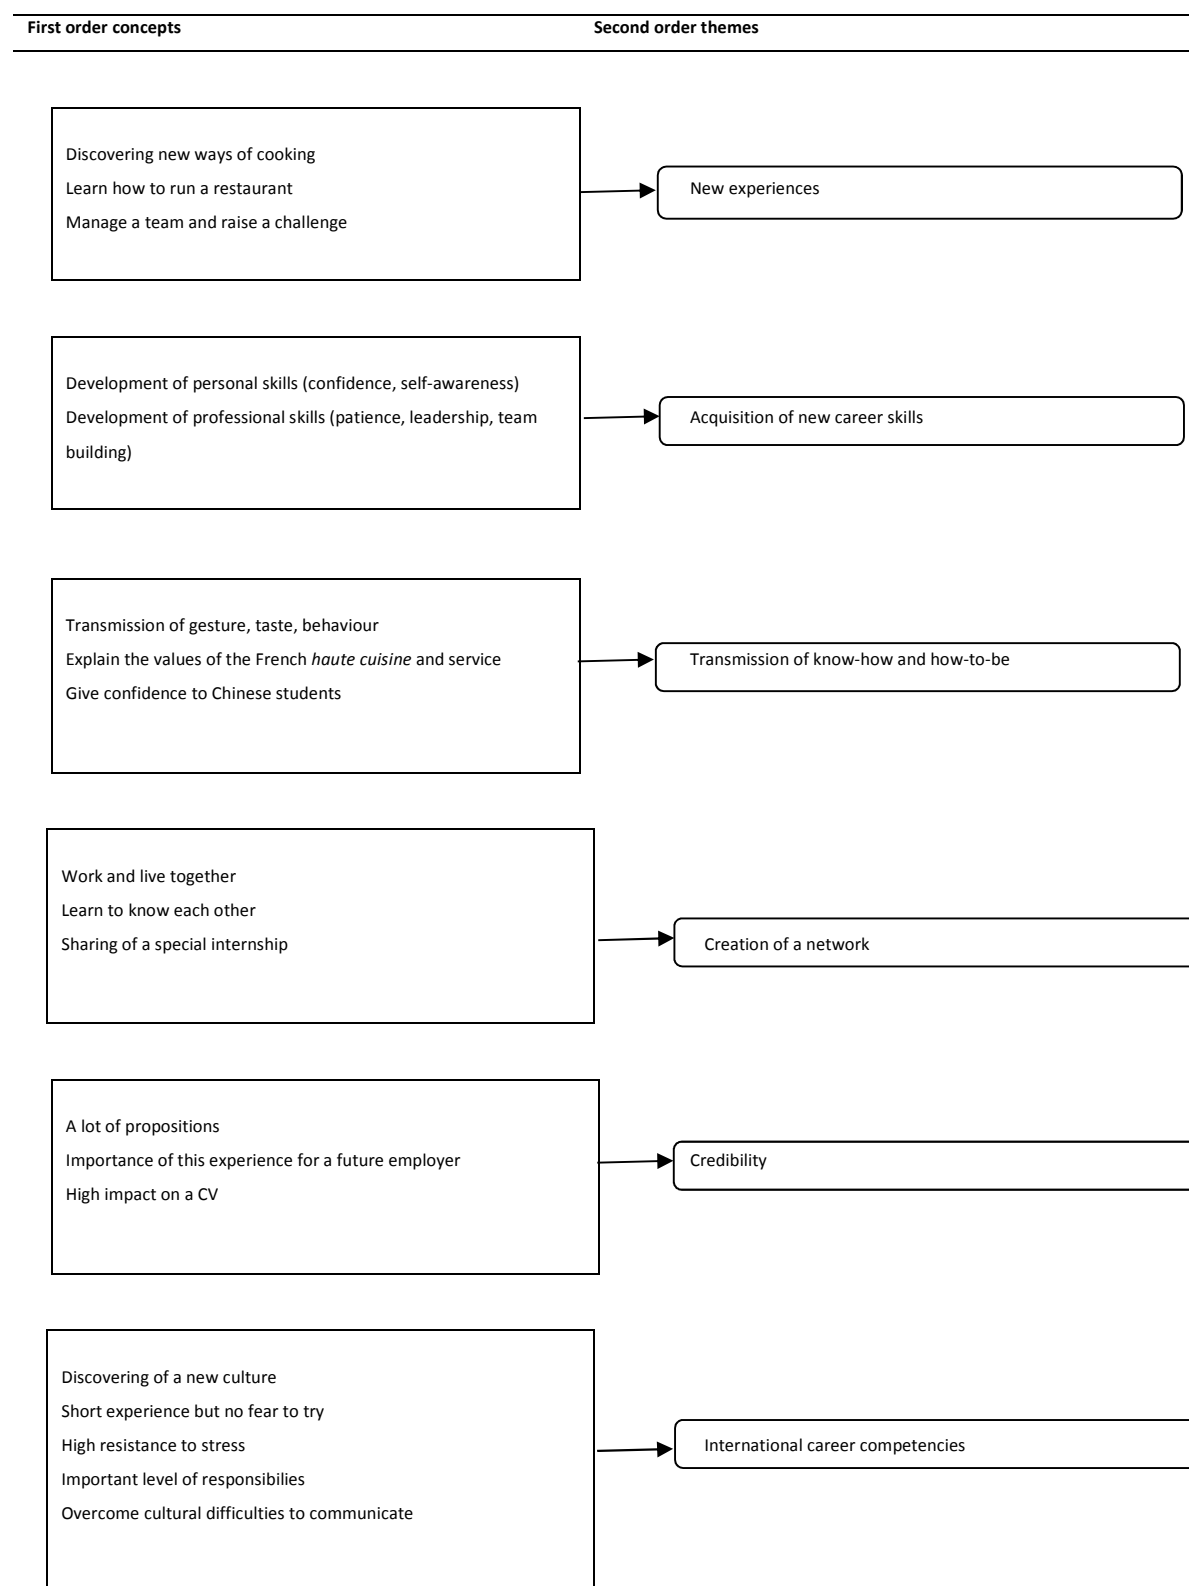 First order concepts
Second order themes
Discovering new ways of cooking
Learn how to run a restaurant
Manage a team and raise a challenge
New experiences
Development of personal skills (confidence, self-awareness)
Development of professional skills (patience, leadership, team
building)
Acquisition of new career skills
Transmission of gesture, taste, behaviour
Explain the values of the French haute cuisine and service
Give confidence to Chinese students
Transmission of know-how and how-to-be
Work and live together
Learn to know each other
Sharing of a special internship
Creation of a network
A lot of propositions
Importance of this experience for a future employer
High impact on a CV
Credibility
Discovering of a new culture
Short experience but no fear to try
High resistance to stress
Important level of responsibilies
Overcome cultural difficulties to communicate
International career competencies